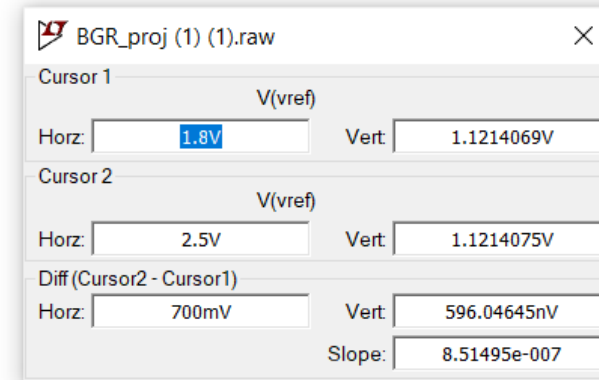 BGR_proj (1) (1).raw
Cursor 1
V(vref)
Horz: 1.8V Vert: 1.1214069V
Cursor 2
V(vref)
Horz: 2.5V Vert: 1.1214075V
Diff (Cursor2 - Cursor1)
Horz: 700mV Vert: 596.04645nV
Slope: 8.51495e-007